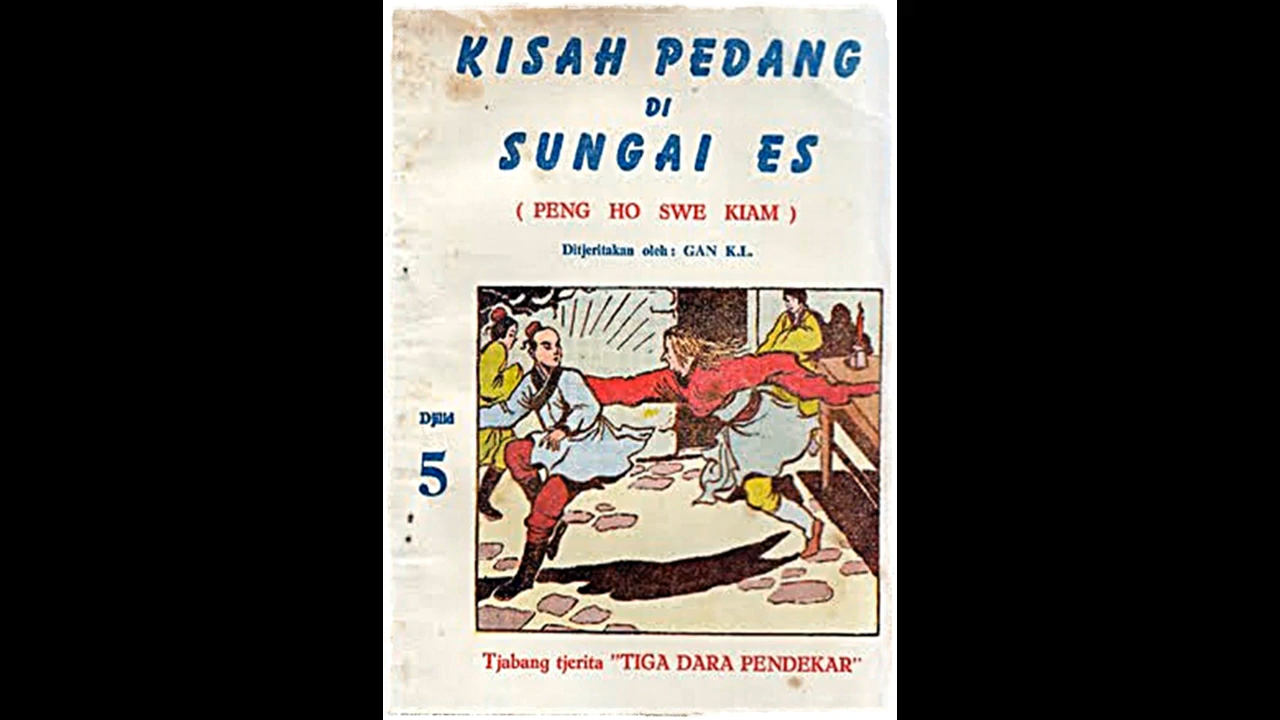 KISAH PEDANG
DI
SUNGAI ES
( PENG HO SWE KIAM )
Ditjeritakan oleh : GAN K.L.
Djilid
5
Tjabang tjerita "TIGA DARA PENDEKAR"